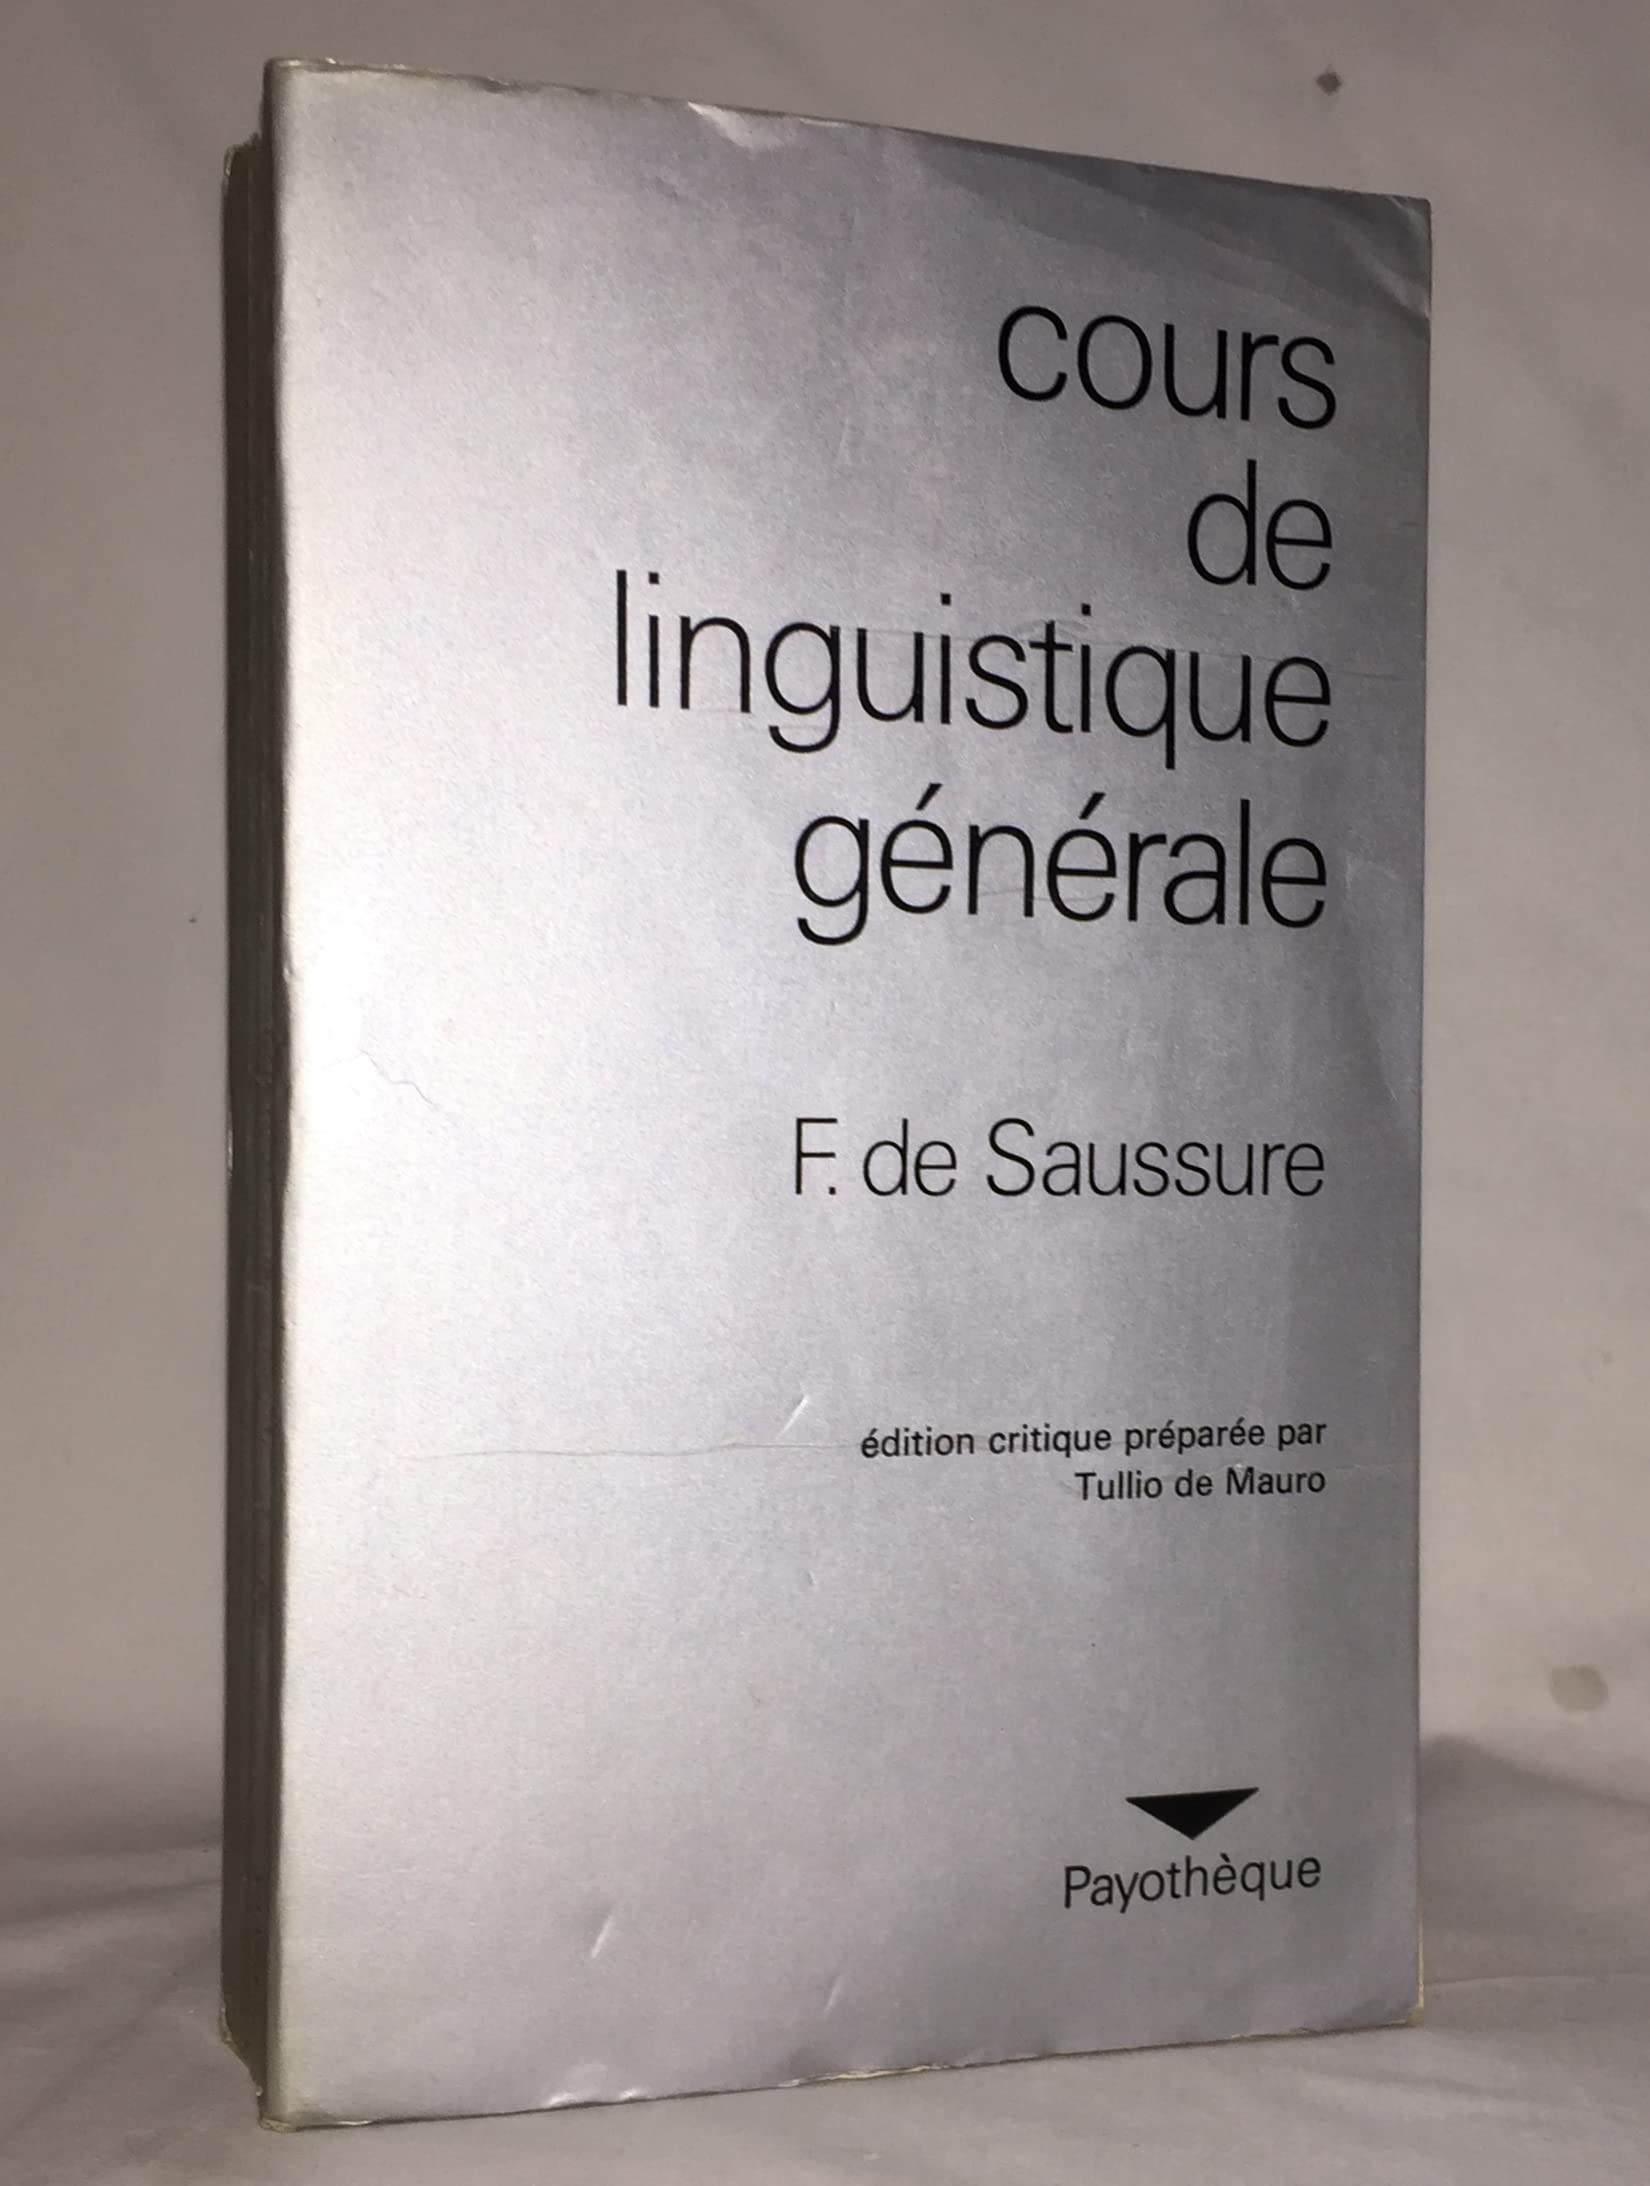 cours
de
linguistique
générale
F. de Saussure
édition critique préparée par
Tullio de Mauro
Payothèque